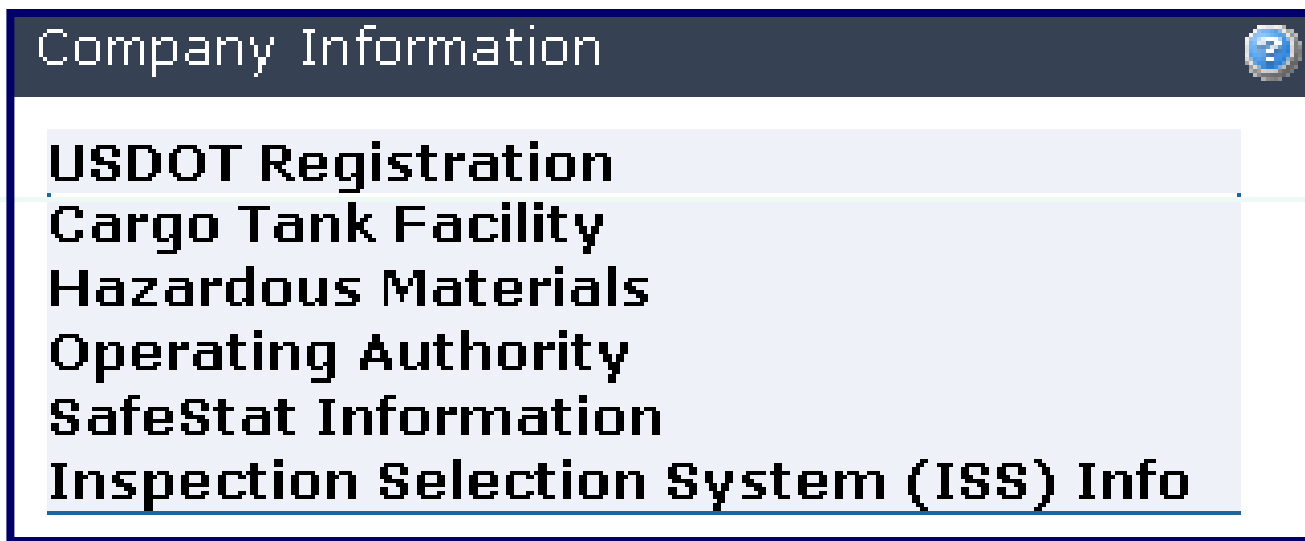 Company Information
?
USDOT Registration
Cargo Tank Facility
Hazardous Materials
Operating Authority
SafeStat Information
Inspection Selection System (ISS) Info